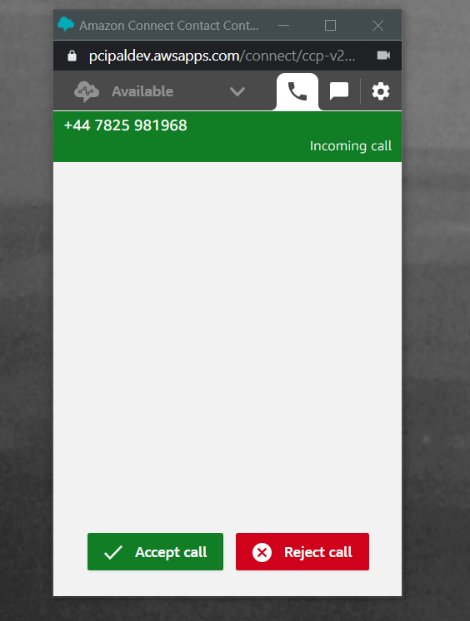 Amazon Connect Contact Cont...
pcipaldev.awsapps.com/connect/ccp-v2...
Available
+44 7825 981968
Incoming call
Accept call
Reject call